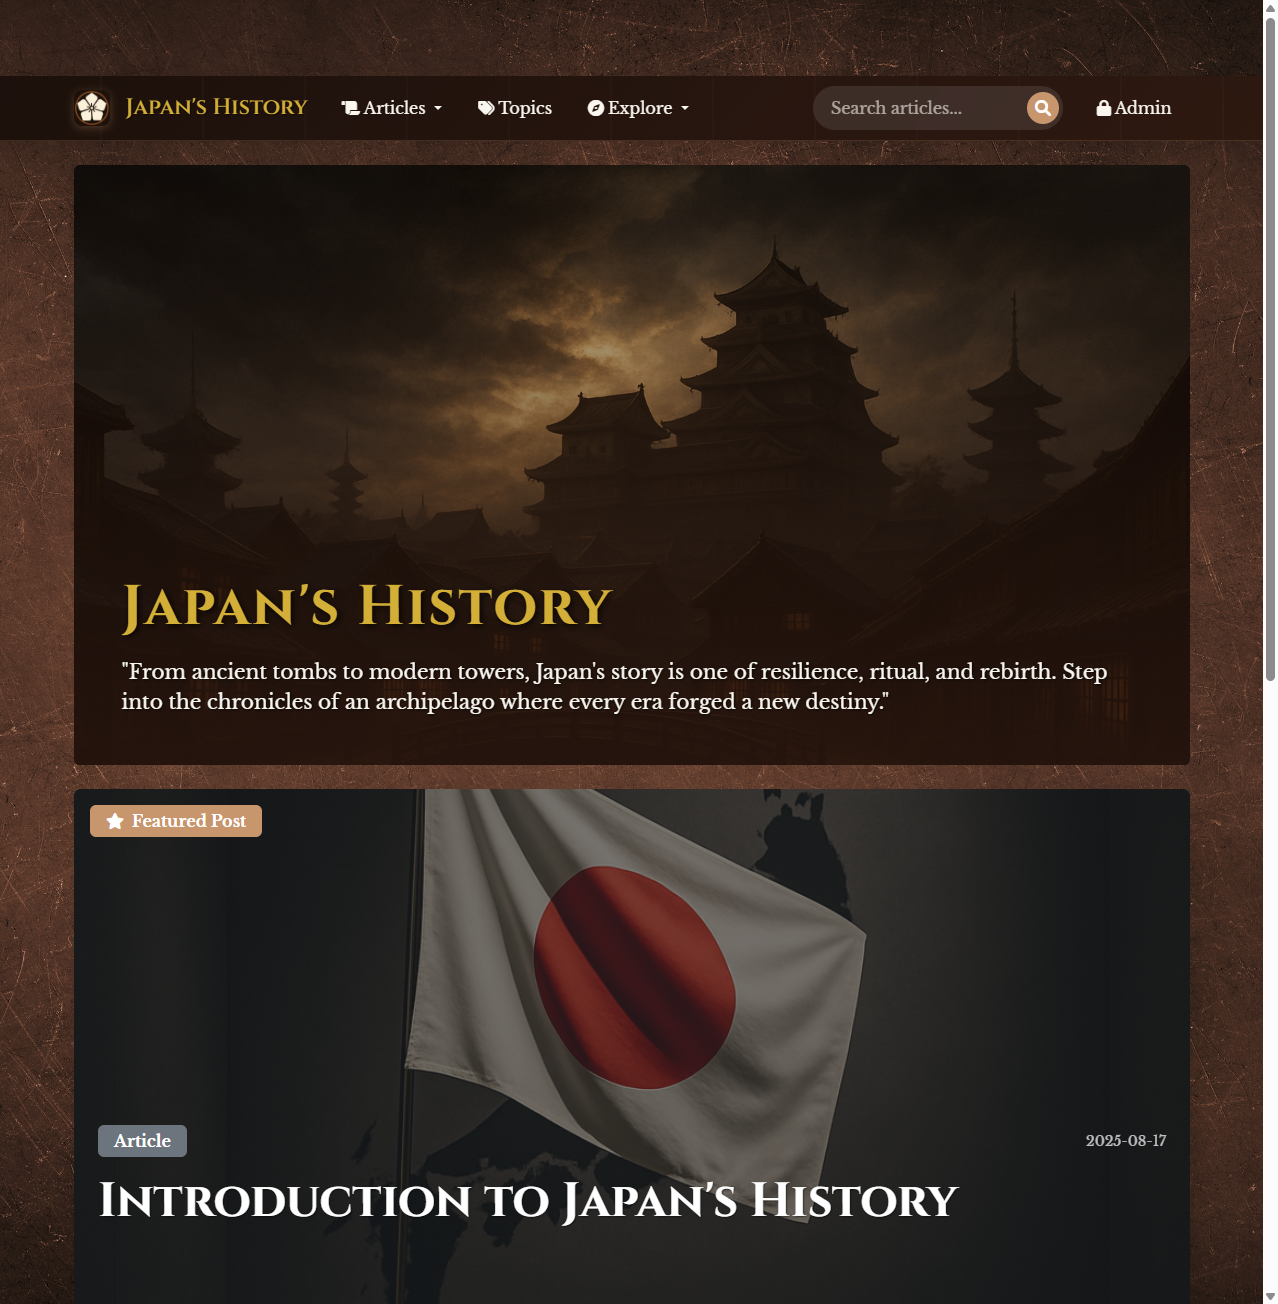 Japan's History
Articles
Topics
Explore
Search articles...
Admin
Japan's History
"From ancient tombs to modern towers, Japan's story is one of resilience, ritual, and rebirth. Step
into the chronicles of an archipelago where every era forged a new destiny."
Featured Post
Article
2025-08-17
Introduction to Japan's History